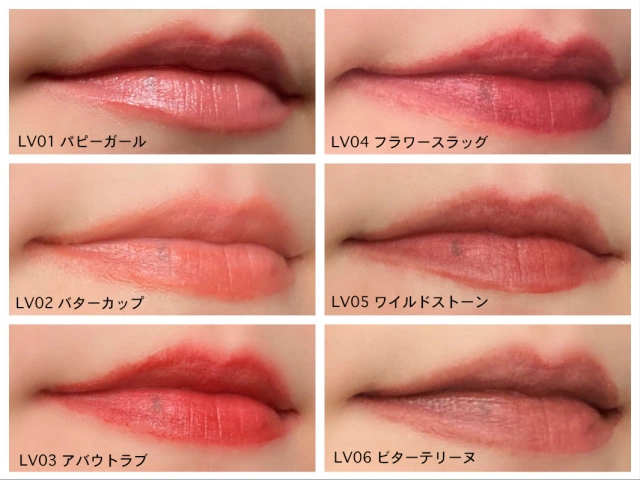 LV01 パピーガール
LV04 フラワースラッグ
LV02 バターカップ
LV05 ワイルドストーン
LV03 アバウトラブ
LV06 ビターテリーヌ